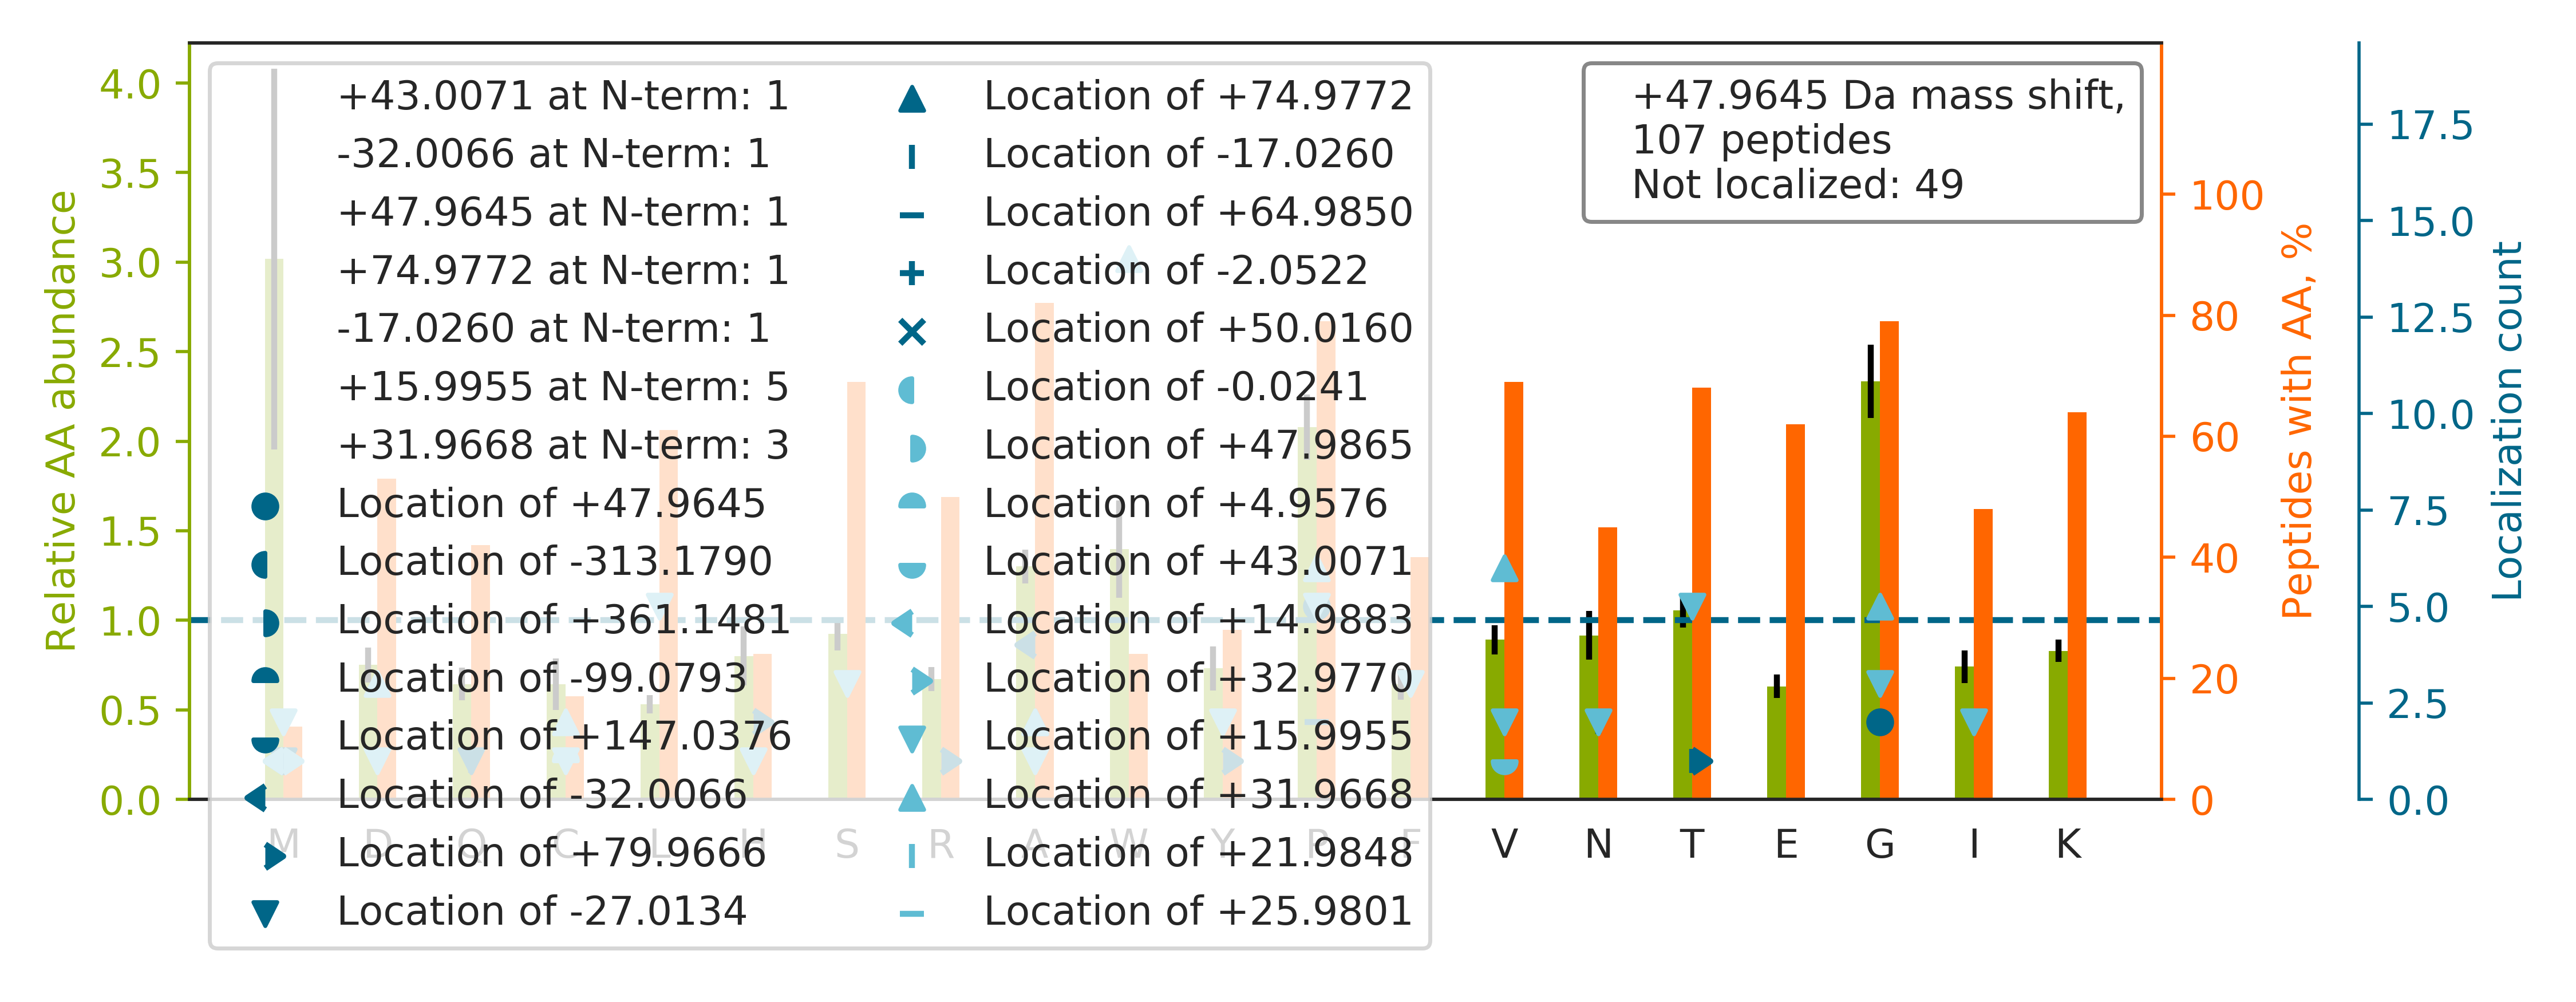 +43.0071 at N-term: 1
-32.0066 at N-term: 1
+47.9645 at N-term: 1
+74.9772 at N-term: 1
-17.0260 at N-term: 1
+15.9955 at N-term: 5
+31.9668 at N-term: 3
Location of +47.9645
Location of -313.1790
Location of +361.1481
Location of -99.0793
Location of +147.0376
Location of -32.0066
Location of +79.9666
Location of -27.0134
Location of +74.9772
Location of -17.0260
Location of +64.9850
Location of -2.0522
Location of +50.0160
Location of -0.0241
Location of +47.9865
Location of +4.9576
Location of +43.0071
Location of +14.9883
Location of +32.9770
Location of +15.9955
Location of +31.9668
Location of +21.9848
Location of +25.9801
+47.9645 Da mass shift,
107 peptides
Not localized: 49
Relative AA abundance
4.0
3.5
3.0
2.5
2.0
1.5
1.0
0.5
0.0
M D Q C L H S R A W Y P F V N T E G I K
100
80
60
40
20
0
Peptides with AA, %
17.5
15.0
12.5
10.0
7.5
5.0
2.5
0.0
Localization count